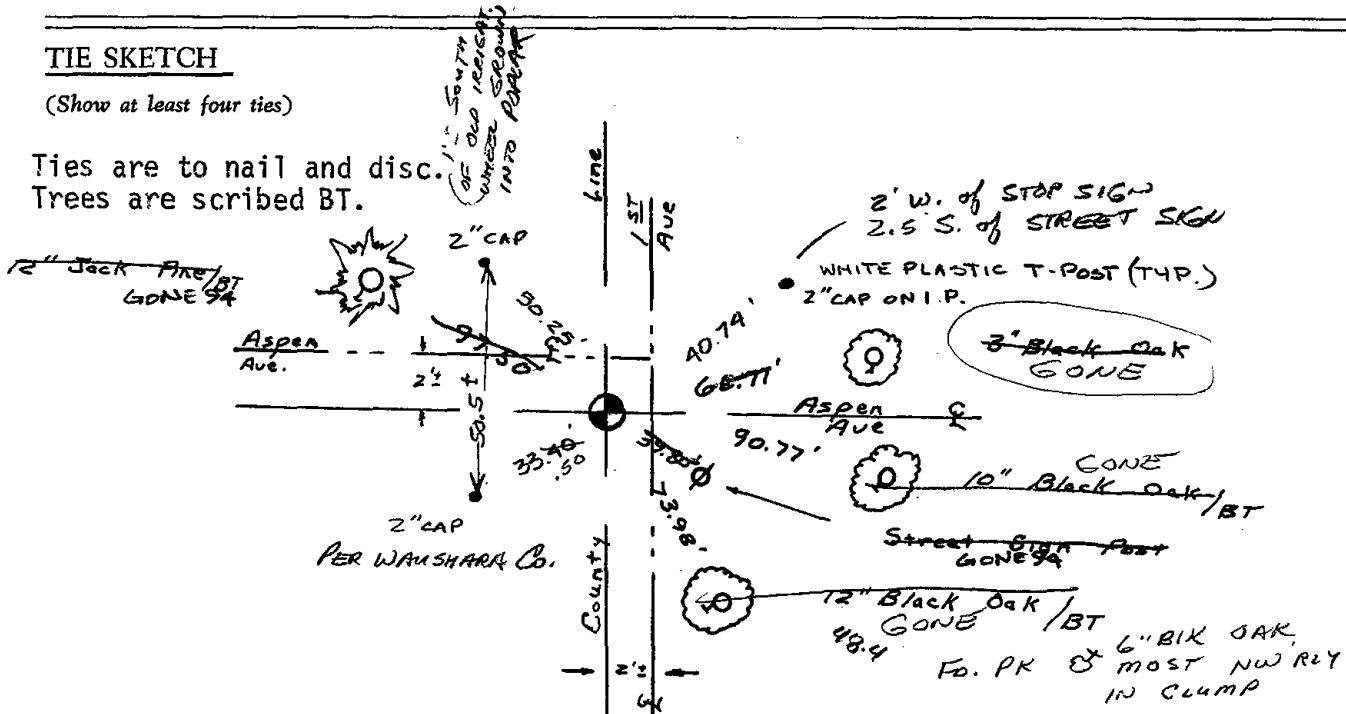 TIE SKETCH
(Show at least four ties)
Ties are to nail and disc.
Trees are scribed BT.
1'± SOUTH
OF OLD IRRIGAT.
WHEEL GROWN
INTO POPLAR
2" CAP
12" Jack Pine/BT
GONE 94
50.25'
Line
1ST
Ave
2' W. of STOP SIGN
2.5 S. of STREET SIGN
WHITE PLASTIC T-POST (TYP.)
2" CAP ON I.P.
40.74'
68.77'
3" Black Oak
GONE
Aspen
Ave.
2'±
50.5 ±
Aspen
Ave
℄
90.77'
33.40'
.50
39.80'
GONE
10" Black Oak/BT
73.98'
2" CAP
PER WAUSHARA CO.
Street Sign Post
GONE 94
County
12" Black Oak/BT
GONE
48.4
FD. PK 6" BLK OAK,
MOST NW RLY
IN CLUMP
2'±
℄